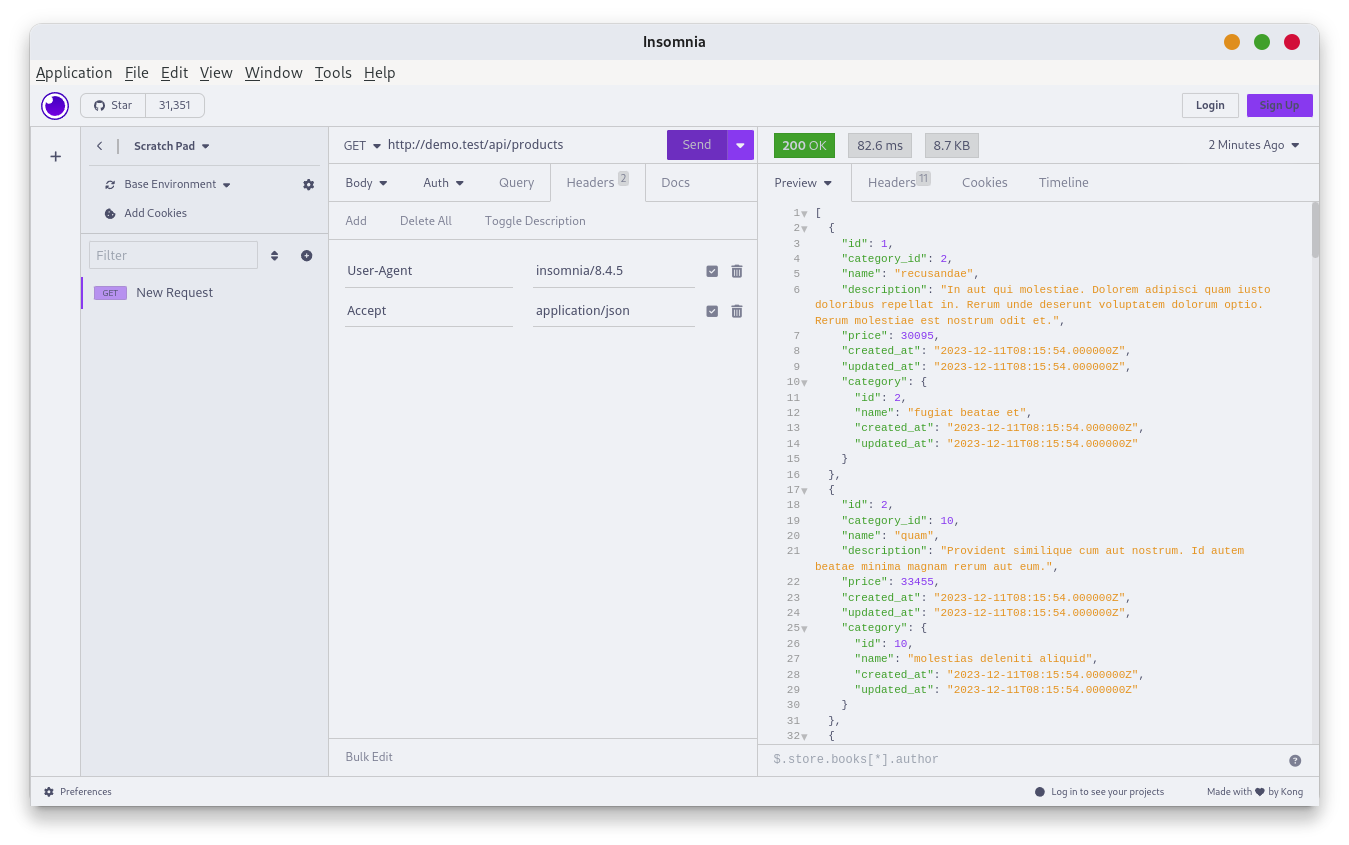 Insomnia
Application File Edit View Window Tools Help
Star 31,351
Login Sign Up
Scratch Pad
Base Environment
Add Cookies
Filter
GET New Request
GET http://demo.test/api/products Send
Body Auth Query Headers 2 Docs
Add Delete All Toggle Description
User-Agent insomnia/8.4.5
Accept application/json
Bulk Edit
200 OK 82.6 ms 8.7 KB 2 Minutes Ago
Preview Headers 11 Cookies Timeline
1 [
2 {
3 "id": 1,
4 "category_id": 2,
5 "name": "recusandae",
6 "description": "In aut qui molestiae. Dolorem adipisci quam iusto
doloribus repellat in. Rerum unde deserunt voluptatem dolorum optio.
Rerum molestiae est nostrum odit et.",
7 "price": 30095,
8 "created_at": "2023-12-11T08:15:54.000000Z",
9 "updated_at": "2023-12-11T08:15:54.000000Z",
10 "category": {
11 "id": 2,
12 "name": "fugiat beatae et",
13 "created_at": "2023-12-11T08:15:54.000000Z",
14 "updated_at": "2023-12-11T08:15:54.000000Z"
15 }
16 },
17 {
18 "id": 2,
19 "category_id": 10,
20 "name": "quam",
21 "description": "Provident similique cum aut nostrum. Id autem
beatae minima magnam rerum aut eum.",
22 "price": 33455,
23 "created_at": "2023-12-11T08:15:54.000000Z",
24 "updated_at": "2023-12-11T08:15:54.000000Z",
25 "category": {
26 "id": 10,
27 "name": "molestias deleniti aliquid",
28 "created_at": "2023-12-11T08:15:54.000000Z",
29 "updated_at": "2023-12-11T08:15:54.000000Z"
30 }
31 },
32 {
$.store.books[*].author
Preferences
Log in to see your projects
Made with ♥ by Kong